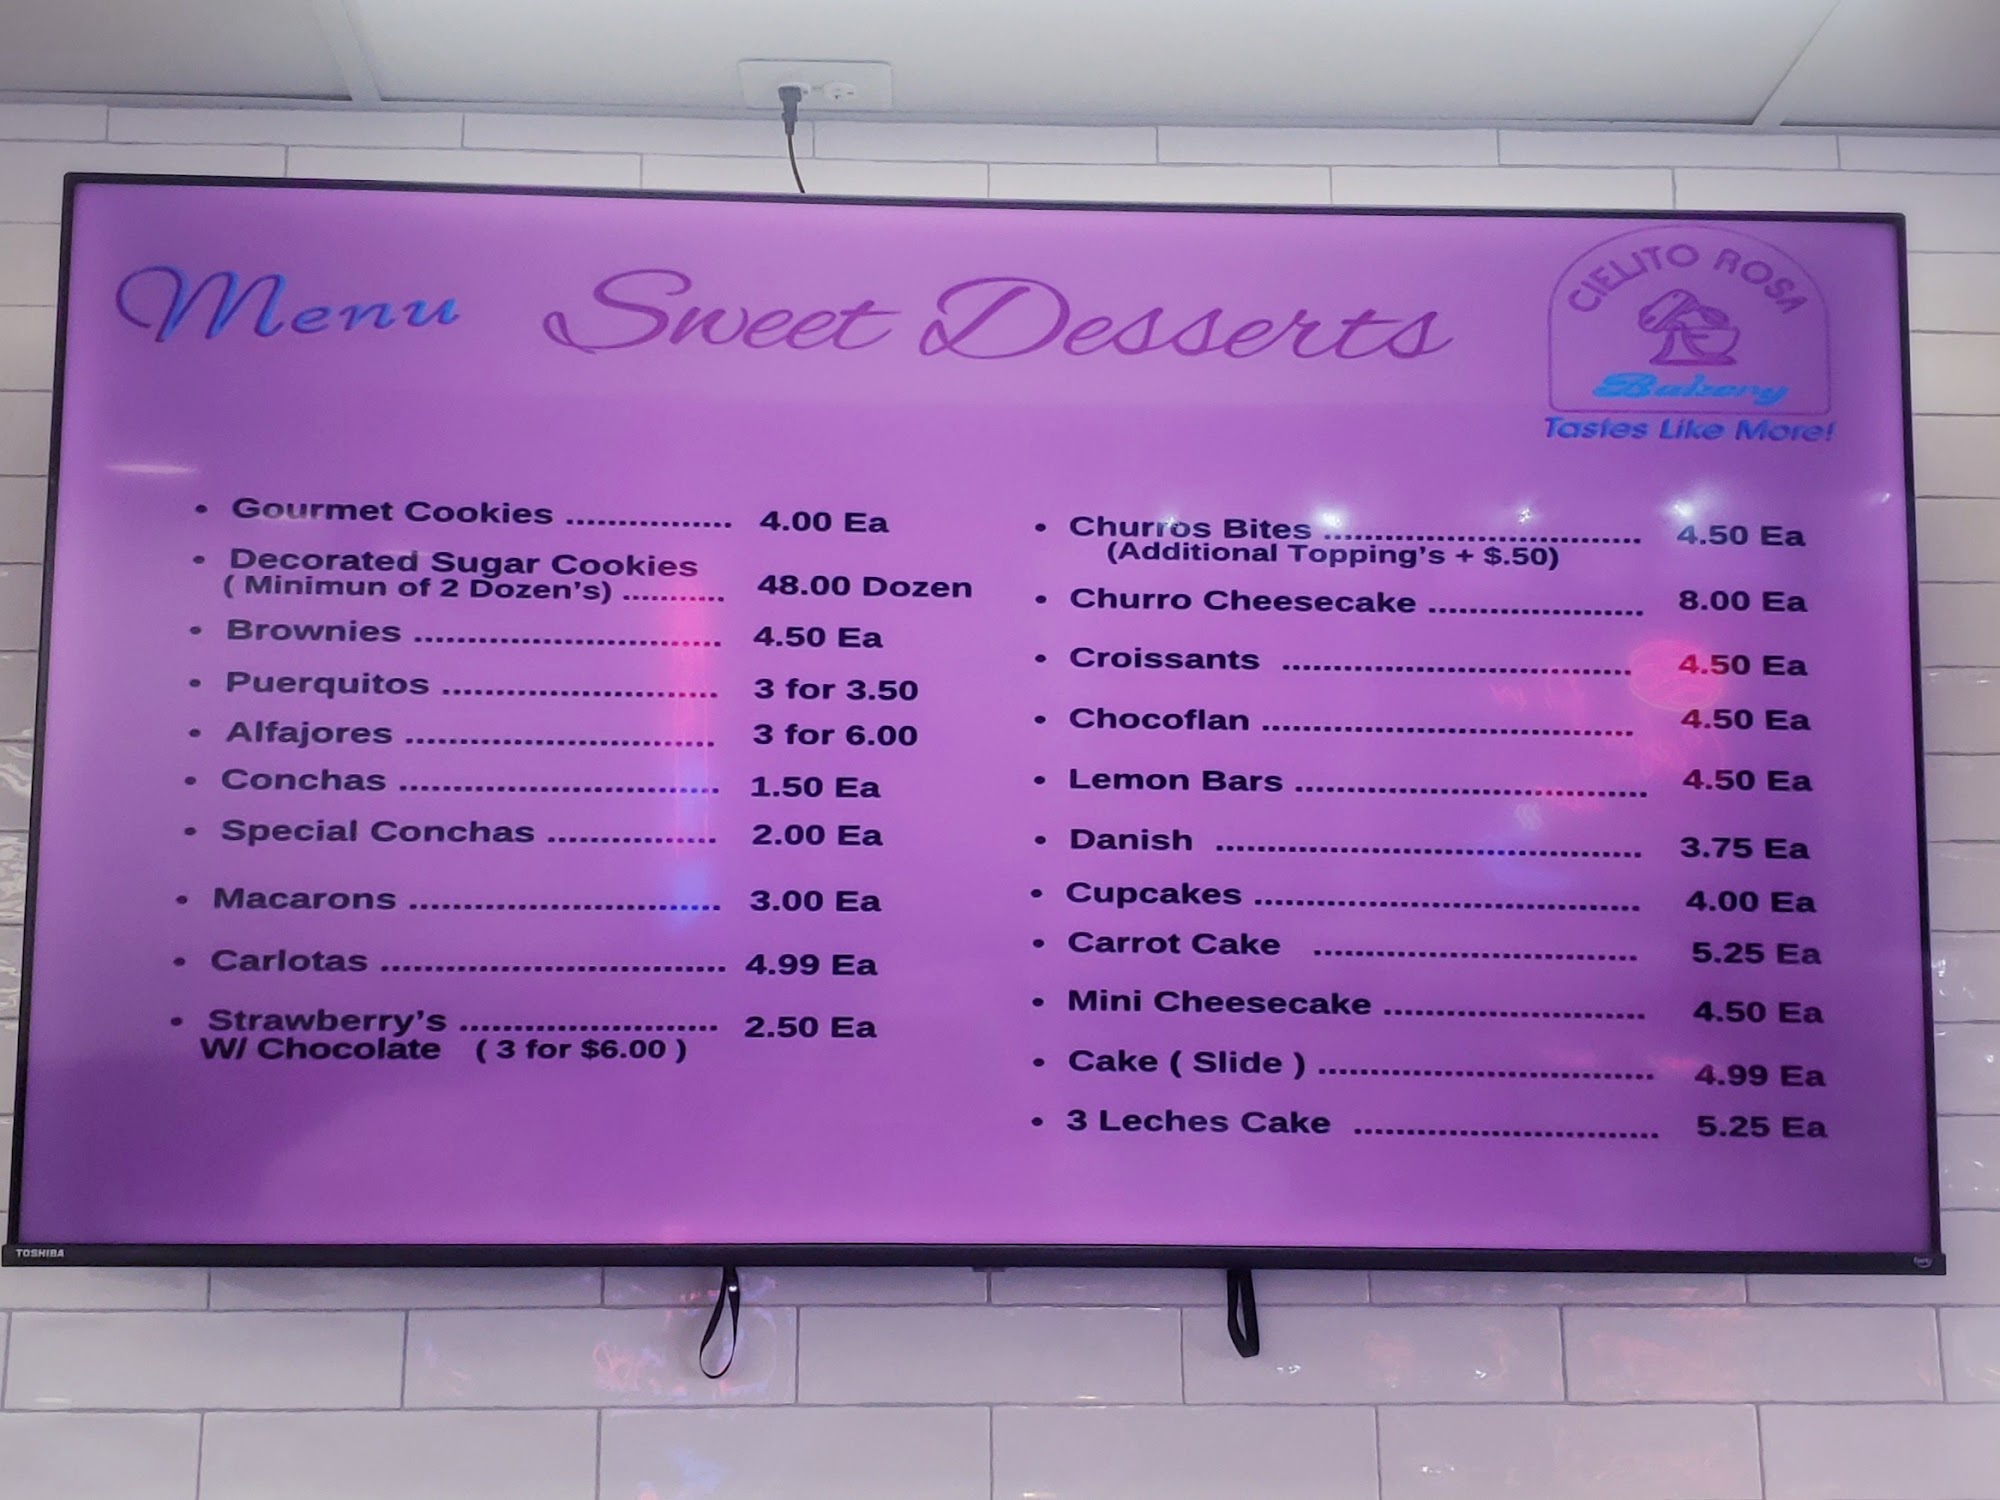 Menu Sweet Desserts
CIELITO ROSA
Bakery
Tastes Like More!
• Gourmet Cookies ................ 4.00 Ea
• Decorated Sugar Cookies
( Minimun of 2 Dozen's) ........... 48.00 Dozen
• Brownies .............................. 4.50 Ea
• Puerquitos ........................... 3 for 3.50
• Alfajores .............................. 3 for 6.00
• Conchas ............................... 1.50 Ea
• Special Conchas ................ 2.00 Ea
• Macarons .............................. 3.00 Ea
• Carlotas ................................ 4.99 Ea
• Strawberry's ......................... 2.50 Ea
W/ Chocolate ( 3 for $6.00 )
• Churros Bites ............................... 4.50 Ea
(Additional Topping's + $.50)
• Churro Cheesecake ..................... 8.00 Ea
• Croissants .................................. 4.50 Ea
• Chocoflan .................................... 4.50 Ea
• Lemon Bars .................................. 4.50 Ea
• Danish ......................................... 3.75 Ea
• Cupcakes ..................................... 4.00 Ea
• Carrot Cake ................................ 5.25 Ea
• Mini Cheesecake ......................... 4.50 Ea
• Cake ( Slide ) ................................ 4.99 Ea
• 3 Leches Cake ............................. 5.25 Ea
TOSHIBA